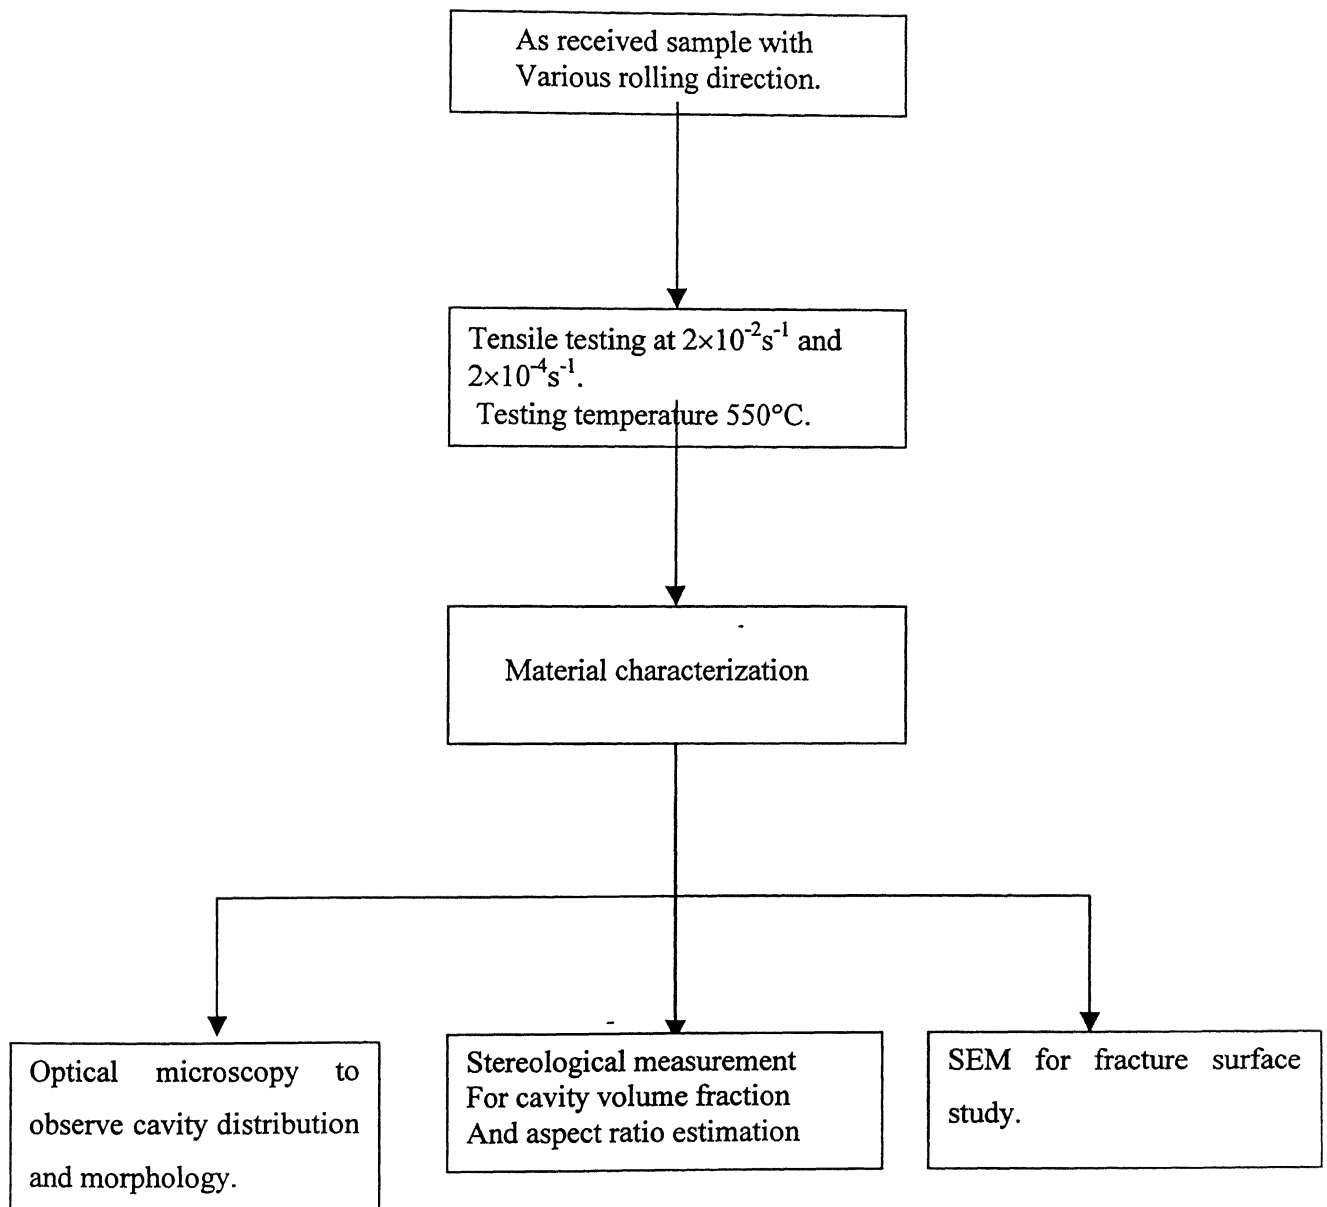 As received sample with
Various rolling direction.
Tensile testing at 2×10⁻²s⁻¹ and
2×10⁻⁴s⁻¹.
Testing temperature 550°C.
Material characterization
Optical microscopy to
observe cavity distribution
and morphology.
Stereological measurement
For cavity volume fraction
And aspect ratio estimation
SEM for fracture surface
study.